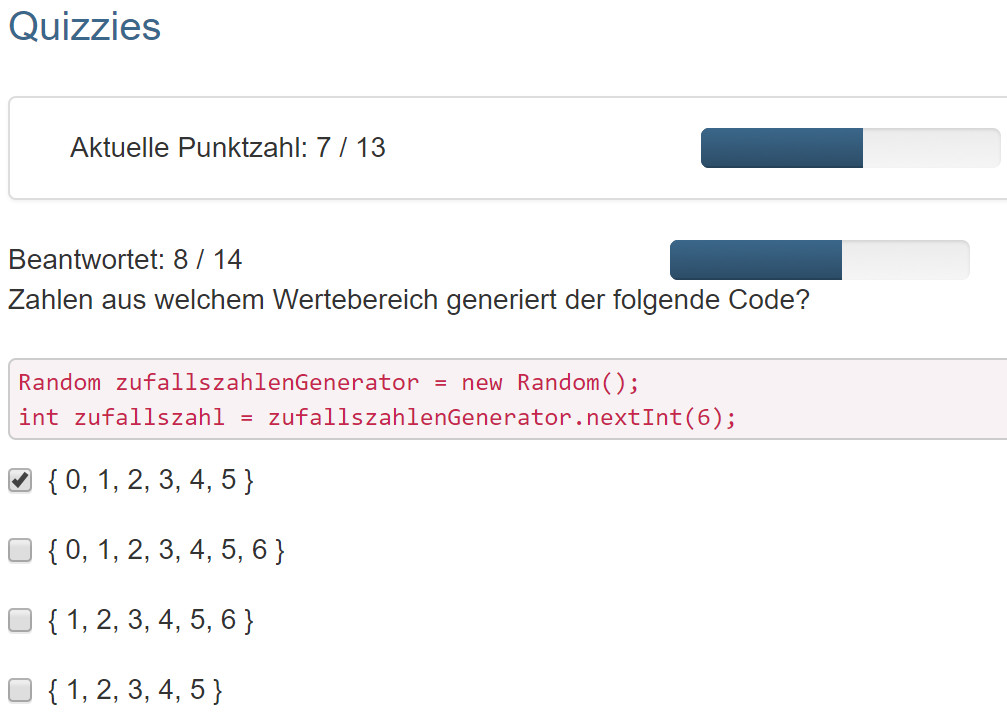 Quizzies
Aktuelle Punktzahl: 7 / 13
Beantwortet: 8 / 14
Zahlen aus welchem Wertebereich generiert der folgende Code?
Random zufallszahlenGenerator = new Random();
int zufallszahl = zufallszahlenGenerator.nextInt(6);
{ 0, 1, 2, 3, 4, 5 }
{ 0, 1, 2, 3, 4, 5, 6 }
{ 1, 2, 3, 4, 5, 6 }
{ 1, 2, 3, 4, 5 }